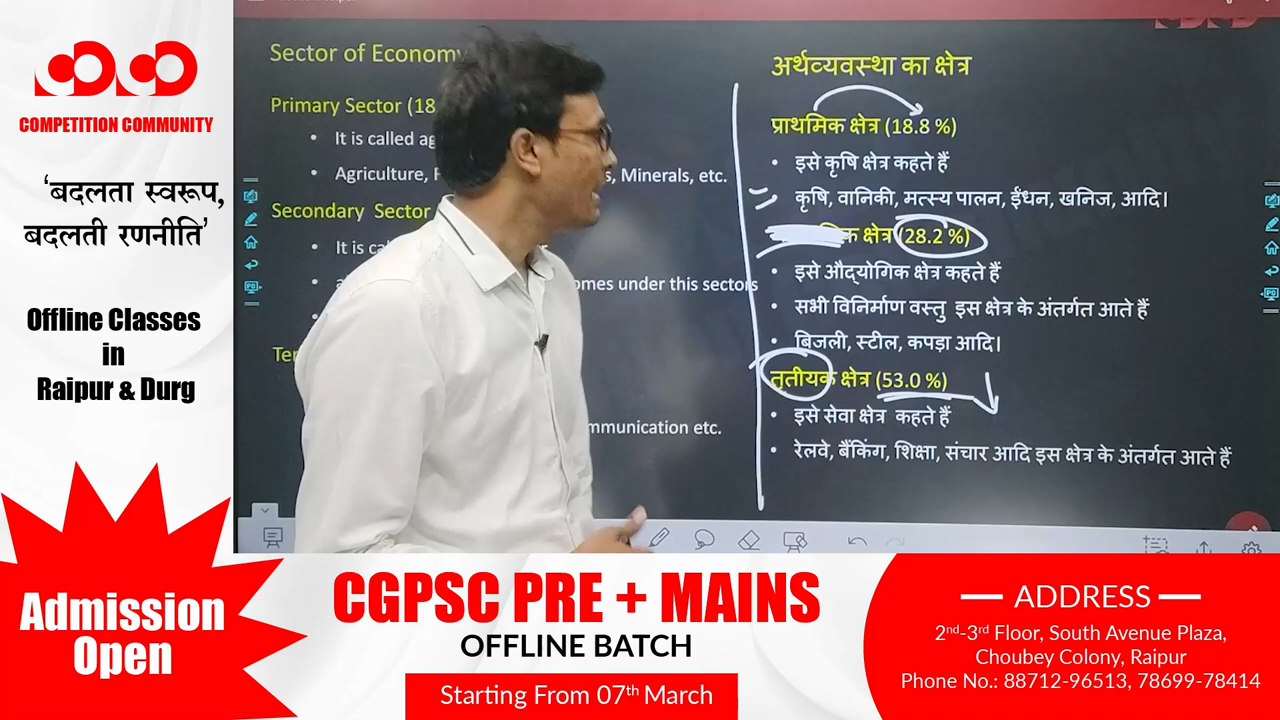 COMPETITION COMMUNITY
‘बदलता स्वरूप,
बदलती रणनीति’
Offline Classes
in
Raipur & Durg
Admission
Open
Sector of Economy
Primary Sector (18
• It is called
• Agriculture,
s, Minerals, etc.
Secondary Sector
• It is
omes under this sectors
mmunication etc.
अर्थव्यवस्था का क्षेत्र
प्राथमिक क्षेत्र (18.8 %)
• इसे कृषि क्षेत्र कहते हैं
• कृषि, वानिकी, मत्स्य पालन, ईंधन, खनिज, आदि।
क्षेत्र (28.2 %)
• इसे औद्योगिक क्षेत्र कहते हैं
• सभी विनिर्माण वस्तु इस क्षेत्र के अंतर्गत आते हैं
• बिजली, स्टील, कपड़ा आदि।
तृतीयक क्षेत्र (53.0 %)
• इसे सेवा क्षेत्र कहते हैं
• रेलवे, बैंकिंग, शिक्षा, संचार आदि इस क्षेत्र के अंतर्गत आते हैं
CGPSC PRE + MAINS
OFFLINE BATCH
Starting From 07th March
ADDRESS
2nd-3rd Floor, South Avenue Plaza,
Choubey Colony, Raipur
Phone No.: 88712-96513, 78699-78414